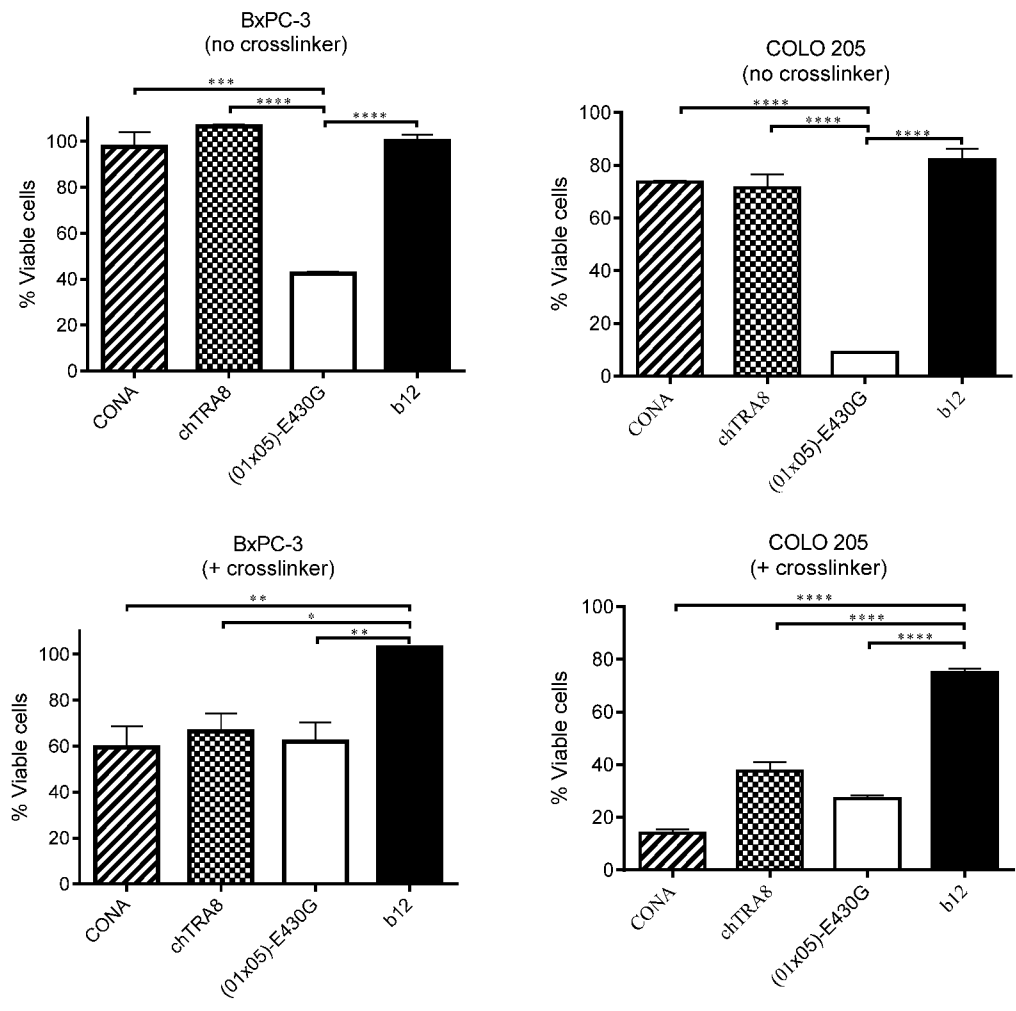 BxPC-3
(no crosslinker)
***
****
****
% Viable cells
100
80
60
40
20
0
CONA
chTRA8
(01x05)-E430G
b12
COLO 205
(no crosslinker)
****
****
****
% Viable cells
100
80
60
40
20
0
CONA
chTRA8
(01x05)-E430G
b12
BxPC-3
(+ crosslinker)
**
*
**
% Viable cells
100
80
60
40
20
0
CONA
chTRA8
(01x05)-E430G
b12
COLO 205
(+ crosslinker)
****
****
****
% Viable cells
100
80
60
40
20
0
CONA
chTRA8
(01x05)-E430G
b12